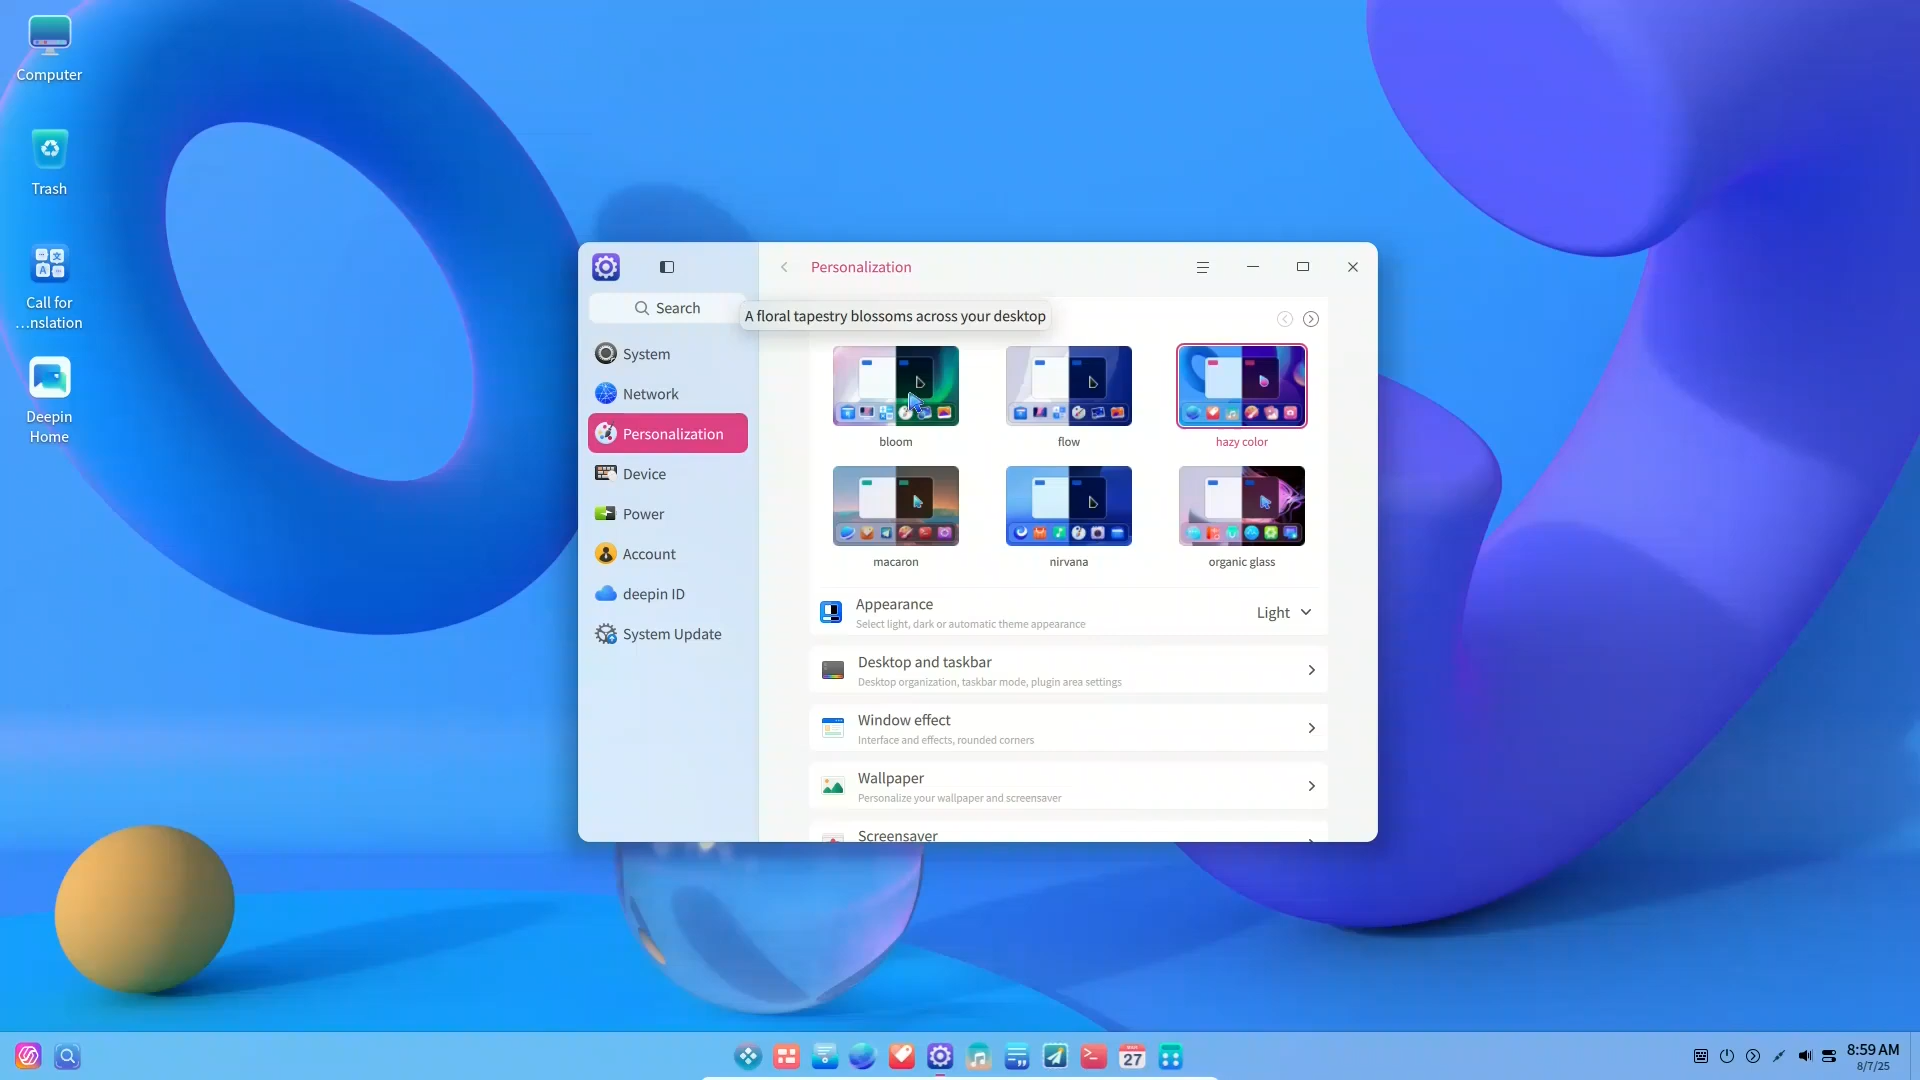 Computer
Trash
Call for
...nslation
Deepin
Home
Personalization
Search
A floral tapestry blossoms across your desktop
System
Network
Personalization
Device
Power
Account
deepin ID
System Update
bloom
flow
hazy color
macaron
nirvana
organic glass
Appearance
Select light, dark or automatic theme appearance
Light
Desktop and taskbar
Desktop organization, taskbar mode, plugin area settings
Window effect
Interface and effects, rounded corners
Wallpaper
Personalize your wallpaper and screensaver
Screensaver
27
8:59 AM
8/7/25